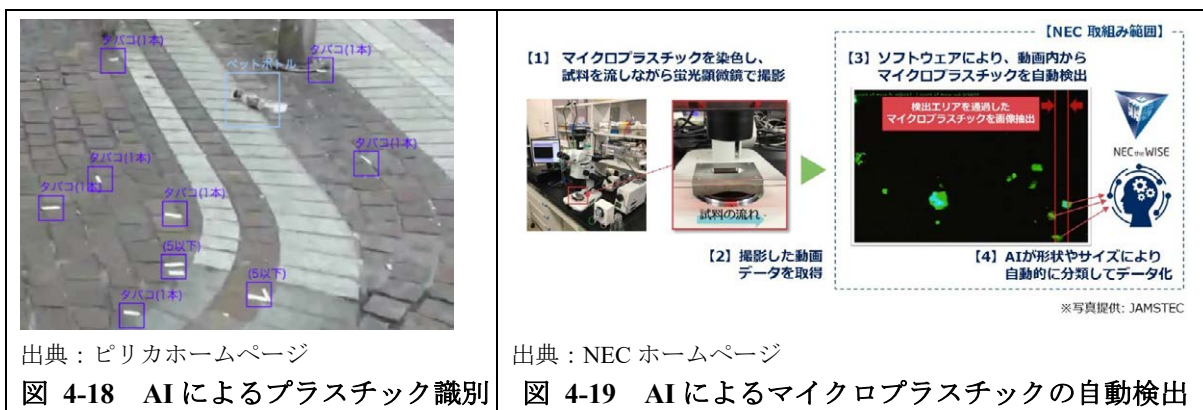 タバコ(1本)
タバコ(1本)
ペットボトル
タバコ(1本)
タバコ(1本)
タバコ(1本)
タバコ(1本)
(5以下)
(5以下)
タバコ(1本)
出典：ピリカホームページ
図 4-18 AIによるプラスチック識別
【NEC 取組み範囲】
【1】 マイクロプラスチックを染色し、
試料を流しながら蛍光顕微鏡で撮影
【3】 ソフトウェアにより、動画内から
マイクロプラスチックを自動検出
検出エリアを通過した
マイクロプラスチックを画像抽出
NEC the WISE
試料の流れ
【2】 撮影した動画
データを取得
【4】 AIが形状やサイズにより
自動的に分類してデータ化
※写真提供: JAMSTEC
出典：NEC ホームページ
図 4-19 AIによるマイクロプラスチックの自動検出